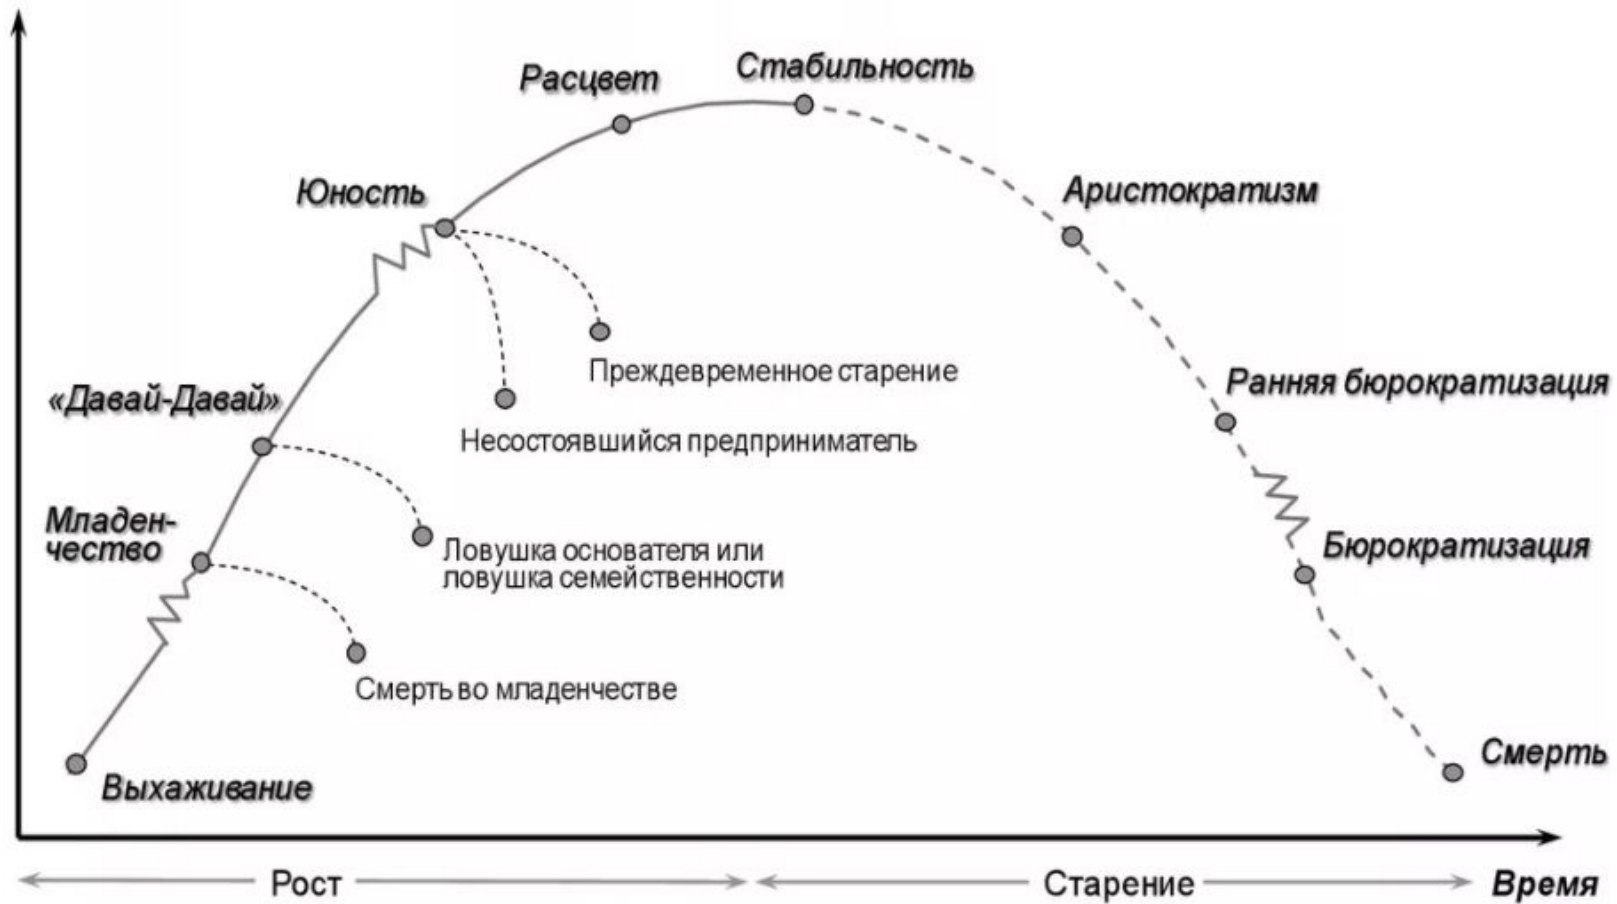 Стабильность
Расцвет
Юность
Аристократизм
Преждевременное старение
Ранняя бюрократизация
«Давай-Давай»
Несостоявшийся предприниматель
Младен-
чество
Ловушка основателя или
ловушка семейственности
Бюрократизация
Смерть во младенчестве
Смерть
Выхаживание
Рост
Старение
Время